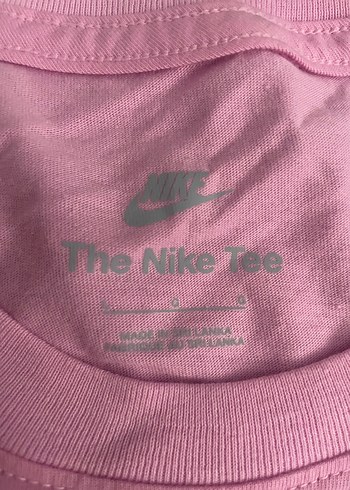 NIKE
The Nike Tee
L G G
MADE IN SRI LANKA
FABRIQUÉ AU SRI LANKA